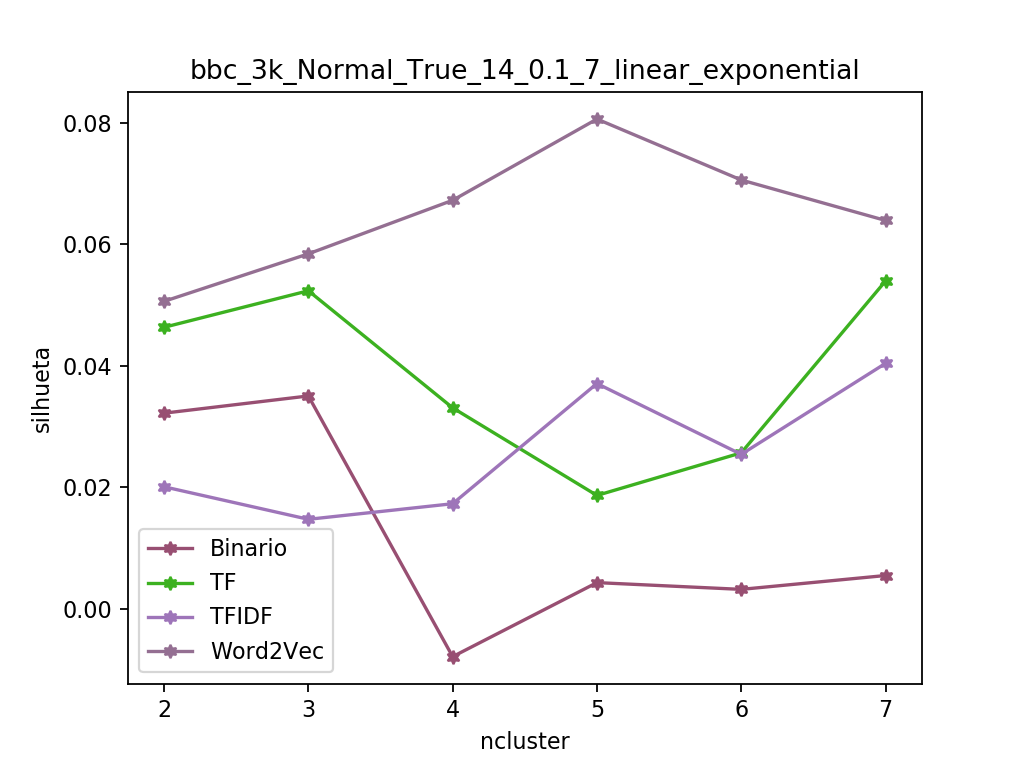 bbc_3k_Normal_True_14_0.1_7_linear_exponential
0.08
0.06
0.04
0.02
0.00
silhueta
Binario
TF
TFIDF
Word2Vec
2 3 4 5 6 7
ncluster